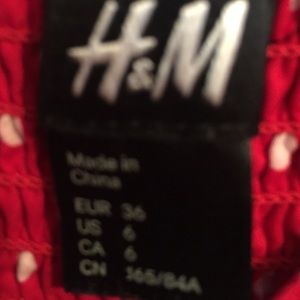 H&M
Made in
China
EUR 36
US 6
CA 6
CN 165/84A